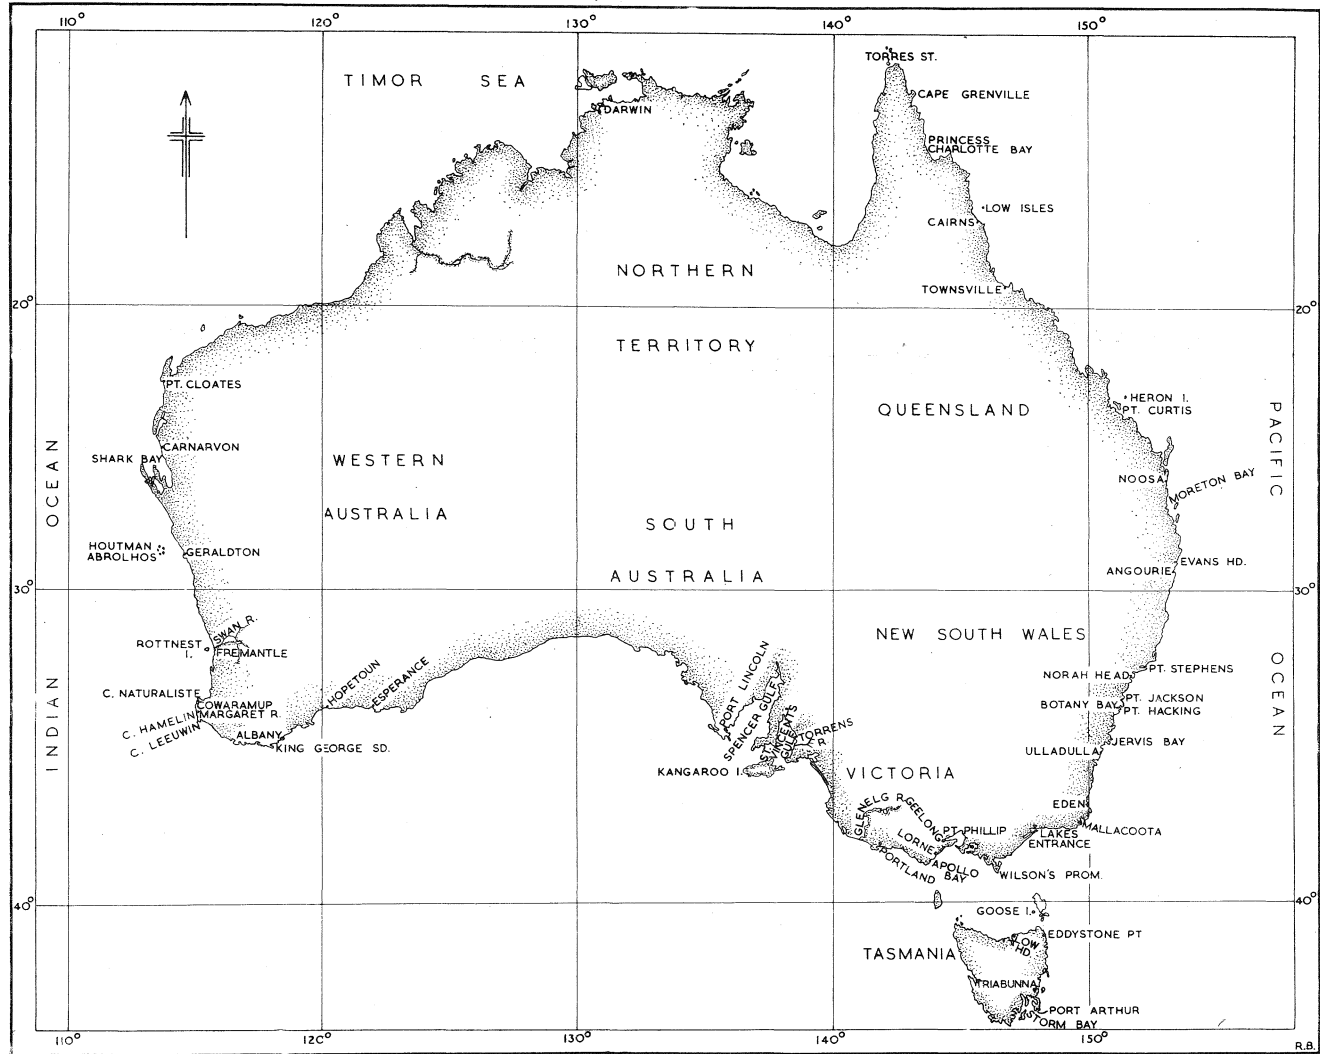 110° 120° 130° 140° 150°
TORRES ST.
TIMOR SEA
CAPE GRENVILLE
DARWIN
PRINCESS
CHARLOTTE BAY
LOW ISLES
CAIRNS
NORTHERN
TOWNSVILLE
20° 20°
TERRITORY
PT. CLOATES
HERON I.
PT. CURTIS
QUEENSLAND
PACIFIC
OCEAN
CARNARVON
SHARK BAY
WESTERN
NOOSA
MORETON BAY
AUSTRALIA
SOUTH
HOUTMAN
ABROLHOS
GERALDTON
EVANS HD.
ANGOURIE
AUSTRALIA
30° 30°
SWAN R.
NEW SOUTH WALES
ROTTNEST
I.
FREMANTLE
OCEAN
INDIAN
HOPETOUN
ESPERANCE
PORT LINCOLN
SPENCER GULF
ST.
VINCENTS
GULF
TORRENS
R.
PT. STEPHENS
NORAH HEAD
C. NATURALISTE
COWARAMUP
MARGARET R.
C. HAMELIN
C. LEEUWIN
ALBANY
KING GEORGE SD.
PT. JACKSON
BOTANY BAY
PT. HACKING
JERVIS BAY
ULLADULLA
KANGAROO I.
VICTORIA
GLENELG R.
GEELONG
EDEN
PT. PHILLIP
MALLACOOTA
LAKES
ENTRANCE
LORNE
PORTLAND
APOLLO
BAY
WILSON'S PROM.
40° 40°
GOOSE I.
EDDYSTONE PT
LOW
HD.
TASMANIA
TRIABUNNA
PORT ARTHUR
STORM BAY
110° 120° 130° 140° 150°
R.B.